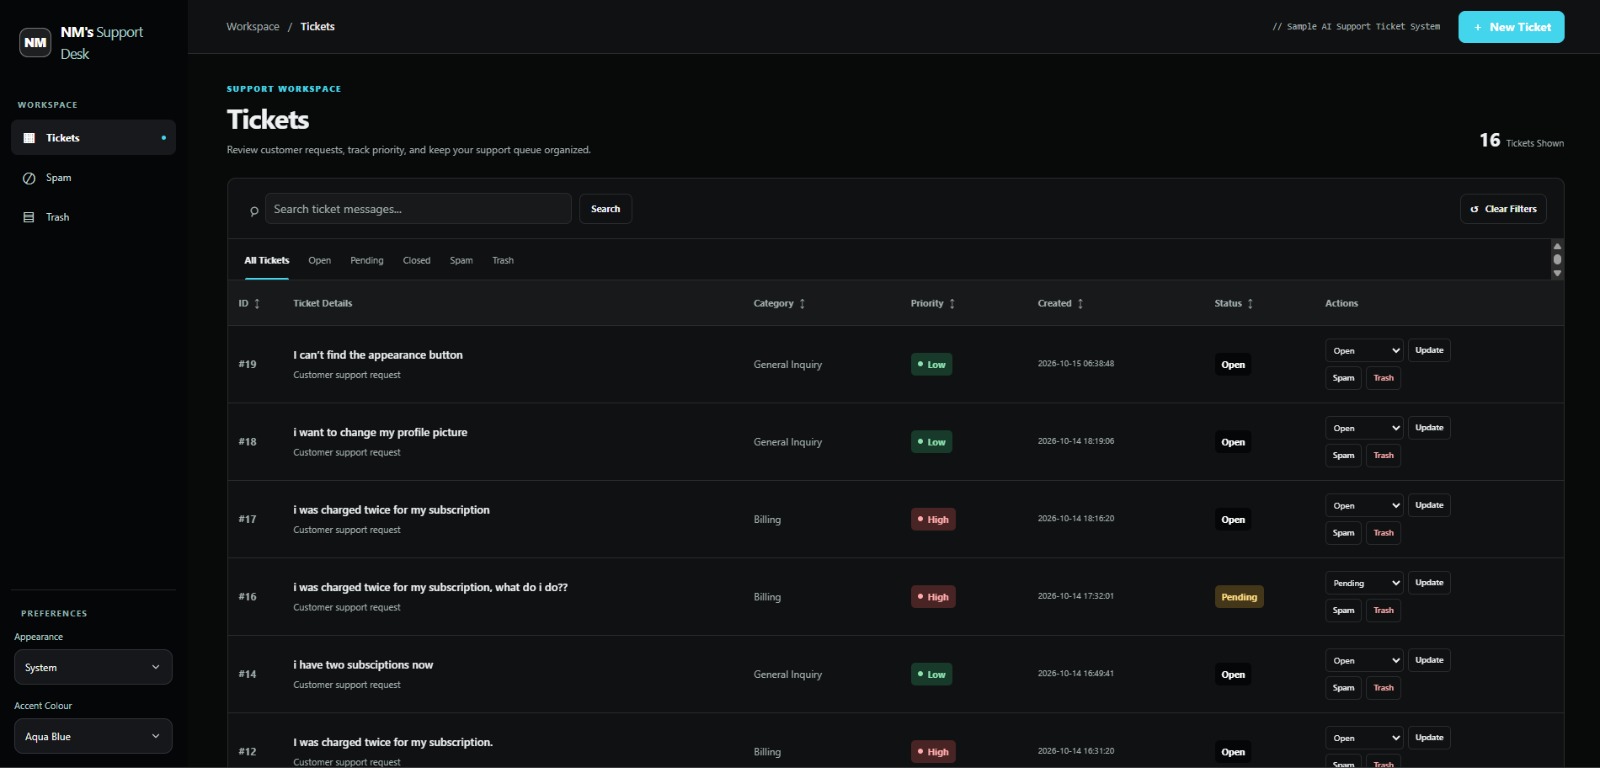 NM
NM's Support
Desk
WORKSPACE
Tickets
Spam
Trash
PREFERENCES
Appearance
System
Accent Colour
Aqua Blue
Workspace / Tickets
// Sample AI Support Ticket System
+ New Ticket
SUPPORT WORKSPACE
Tickets
Review customer requests, track priority, and keep your support queue organized.
16 Tickets Shown
Search ticket messages...
Search
Clear Filters
All Tickets Open Pending Closed Spam Trash
ID Ticket Details Category Priority Created Status Actions
#19 I can't find the appearance button General Inquiry Low 2026-10-15 06:38:48 Open Open Update
Customer support request Spam Trash
#18 i want to change my profile picture General Inquiry Low 2026-10-14 18:19:06 Open Open Update
Customer support request Spam Trash
#17 i was charged twice for my subscription Billing High 2026-10-14 18:16:20 Open Open Update
Customer support request Spam Trash
#16 i was charged twice for my subscription, what do i do?? Billing High 2026-10-14 17:32:01 Pending Pending Update
Customer support request Spam Trash
#14 i have two subsciptions now General Inquiry Low 2026-10-14 16:49:41 Open Open Update
Customer support request Spam Trash
#12 I was charged twice for my subscription. Billing High 2026-10-14 16:31:20 Open Open Update
Customer support request Spam Trash